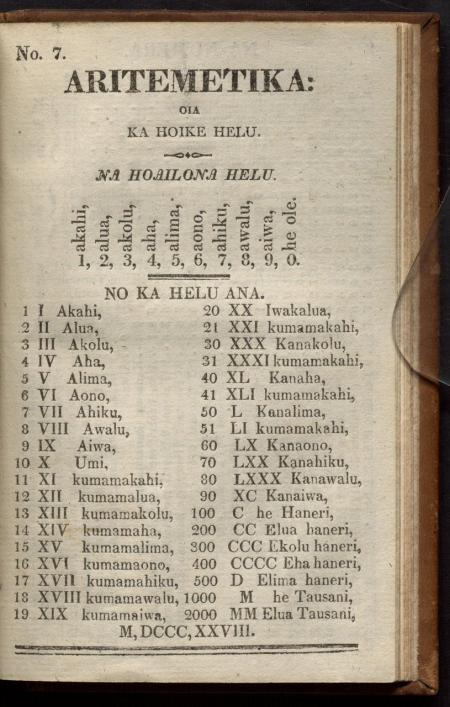 No. 7.
ARITEMETIKA:
OIA
KA HOIKE HELU.
NA HOAILONA HELU.
akahi, alua, akolu, aha, alima, aono, ahiku, awalu, aiwa, he ole.
1, 2, 3, 4, 5, 6, 7, 8, 9, 0.
NO KA HELU ANA.
1 I Akahi,
2 II Alua,
3 III Akolu,
4 IV Aha,
5 V Alima,
6 VI Aono,
7 VII Ahiku,
8 VIII Awalu,
9 IX Aiwa,
10 X Umi,
11 XI kumamakahi,
12 XII kumamalua,
13 XIII kumamakolu,
14 XIV kumamaha,
15 XV kumamalima,
16 XVI kumamaono,
17 XVII kumamahiku,
18 XVIII kumamawalu,
19 XIX kumamaiwa,
20 XX Iwakalua,
21 XXI kumamakahi,
30 XXX Kanakolu,
31 XXXI kumamakahi,
40 XL Kanaha,
41 XLI kumamakahi,
50 L Kanalima,
51 LI kumamakahi,
60 LX Kanaono,
70 LXX Kanahiku,
80 LXXX Kanawalu,
90 XC Kanaiwa,
100 C he Haneri,
200 CC Elua haneri,
300 CCC Ekolu haneri,
400 CCCC Eha haneri,
500 D Elima haneri,
1000 M he Tausani,
2000 MM Elua Tausani,
M,DCCC,XXVIII.